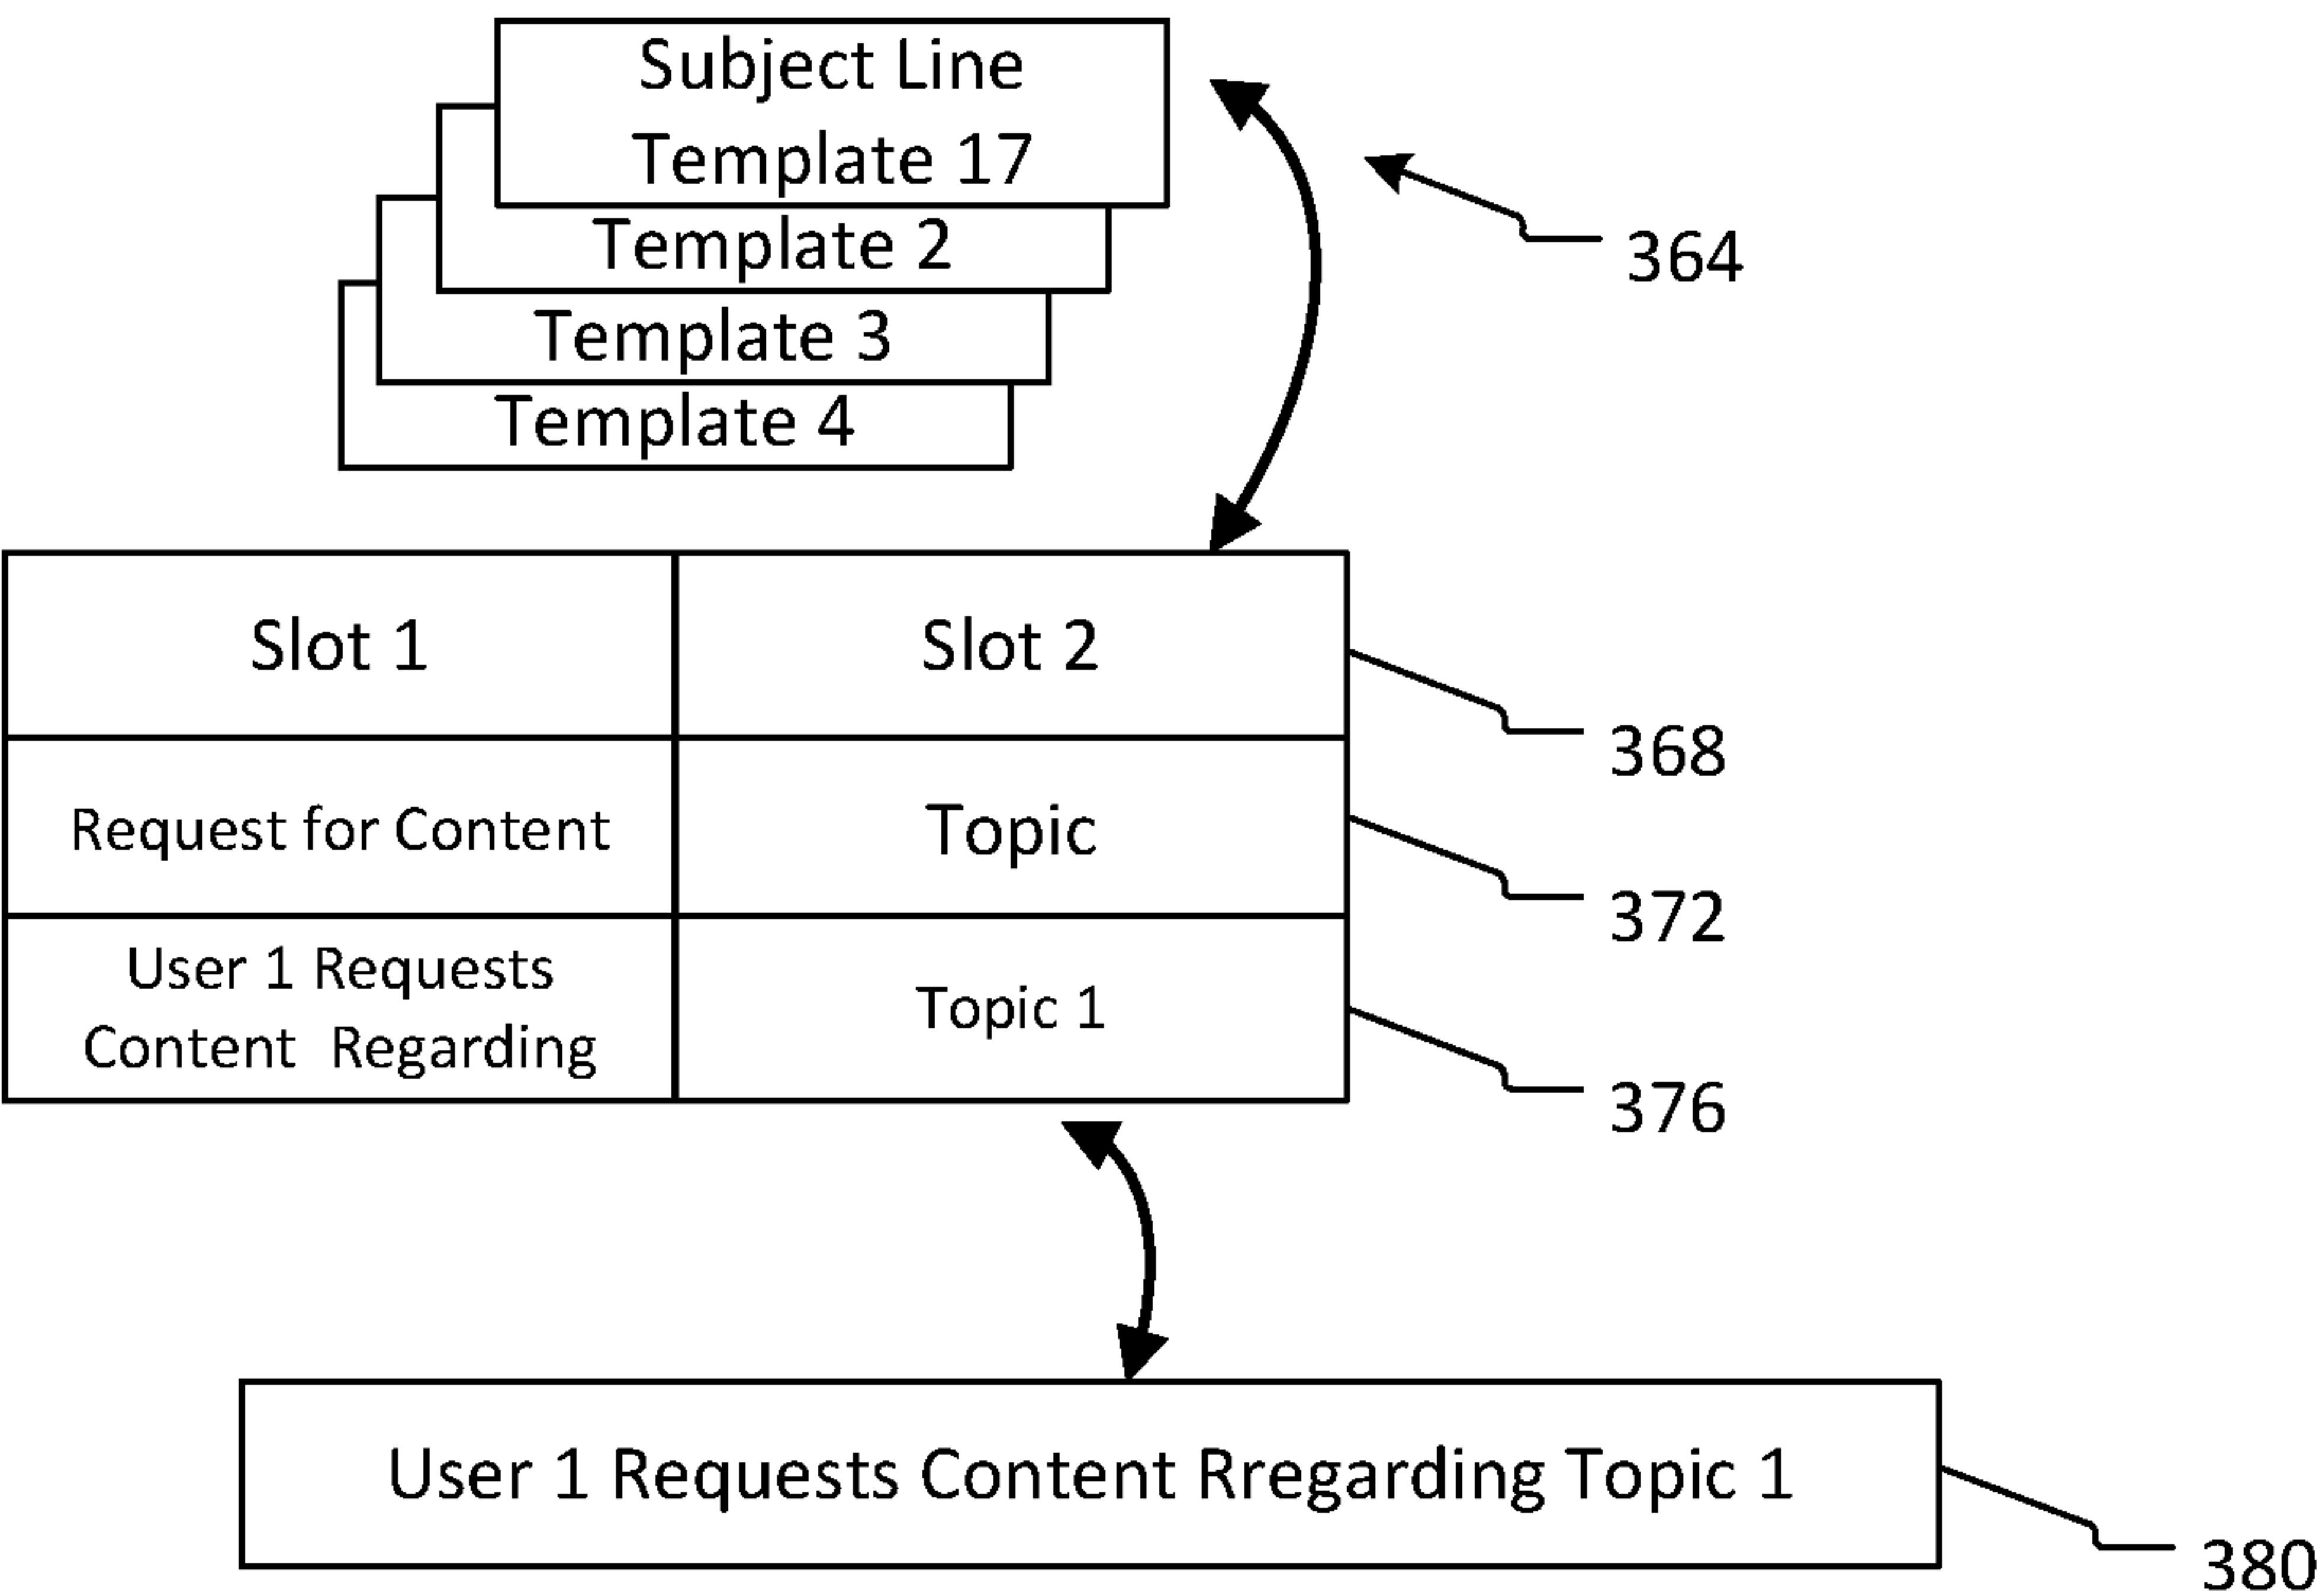 Subject Line
Template 17
Template 2
364
Template 3
Template 4
Slot 1
Slot 2
368
Request for Content
Topic
372
User 1 Requests
Content Regarding
Topic 1
376
User 1 Requests Content Rregarding Topic 1
380